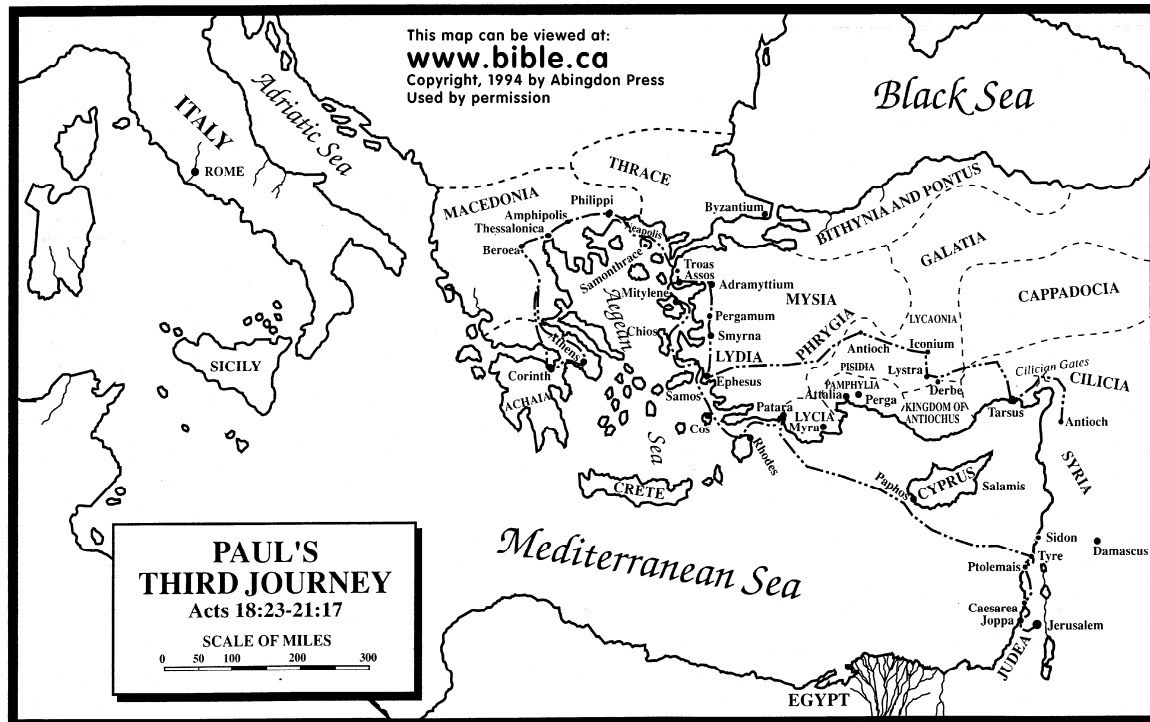 This map can be viewed at:
www.bible.ca
Copyright, 1994 by Abingdon Press
Used by permission
Black Sea
Adriatic Sea
ITALY
ROME
THRACE
MACEDONIA
Philippi
Amphipolis
Thessalonica
Neapolis
Byzantium
BITHYNIA AND PONTUS
Beroea
Samonthrace
Troas
Assos
Adramyttium
GALATIA
CAPPADOCIA
Mitylene
MYSIA
Aegean
Sea
Pergamum
LYCAONIA
Chios
Smyrna
PHRYGIA
Iconium
Antioch
Athens
LYDIA
SICILY
Corinth
PISIDIA
Lystra
Cilician Gates
CILICIA
Ephesus
PAMPHYLIA
Derbe
ACHAIA
Samos
Attalia
Perga
KINGDOM OF
ANTIOCHUS
Tarsus
Patara
LYCIA
Myra
Antioch
Cos
Rhodes
SYRIA
CRETE
Paphos
CYPRUS
Salamis
Mediterranean Sea
Sidon
Damascus
Tyre
Ptolemais
Caesarea
Joppa
Jerusalem
JUDEA
EGYPT
PAUL'S
THIRD JOURNEY
Acts 18:23-21:17
SCALE OF MILES
0 50 100 200 300